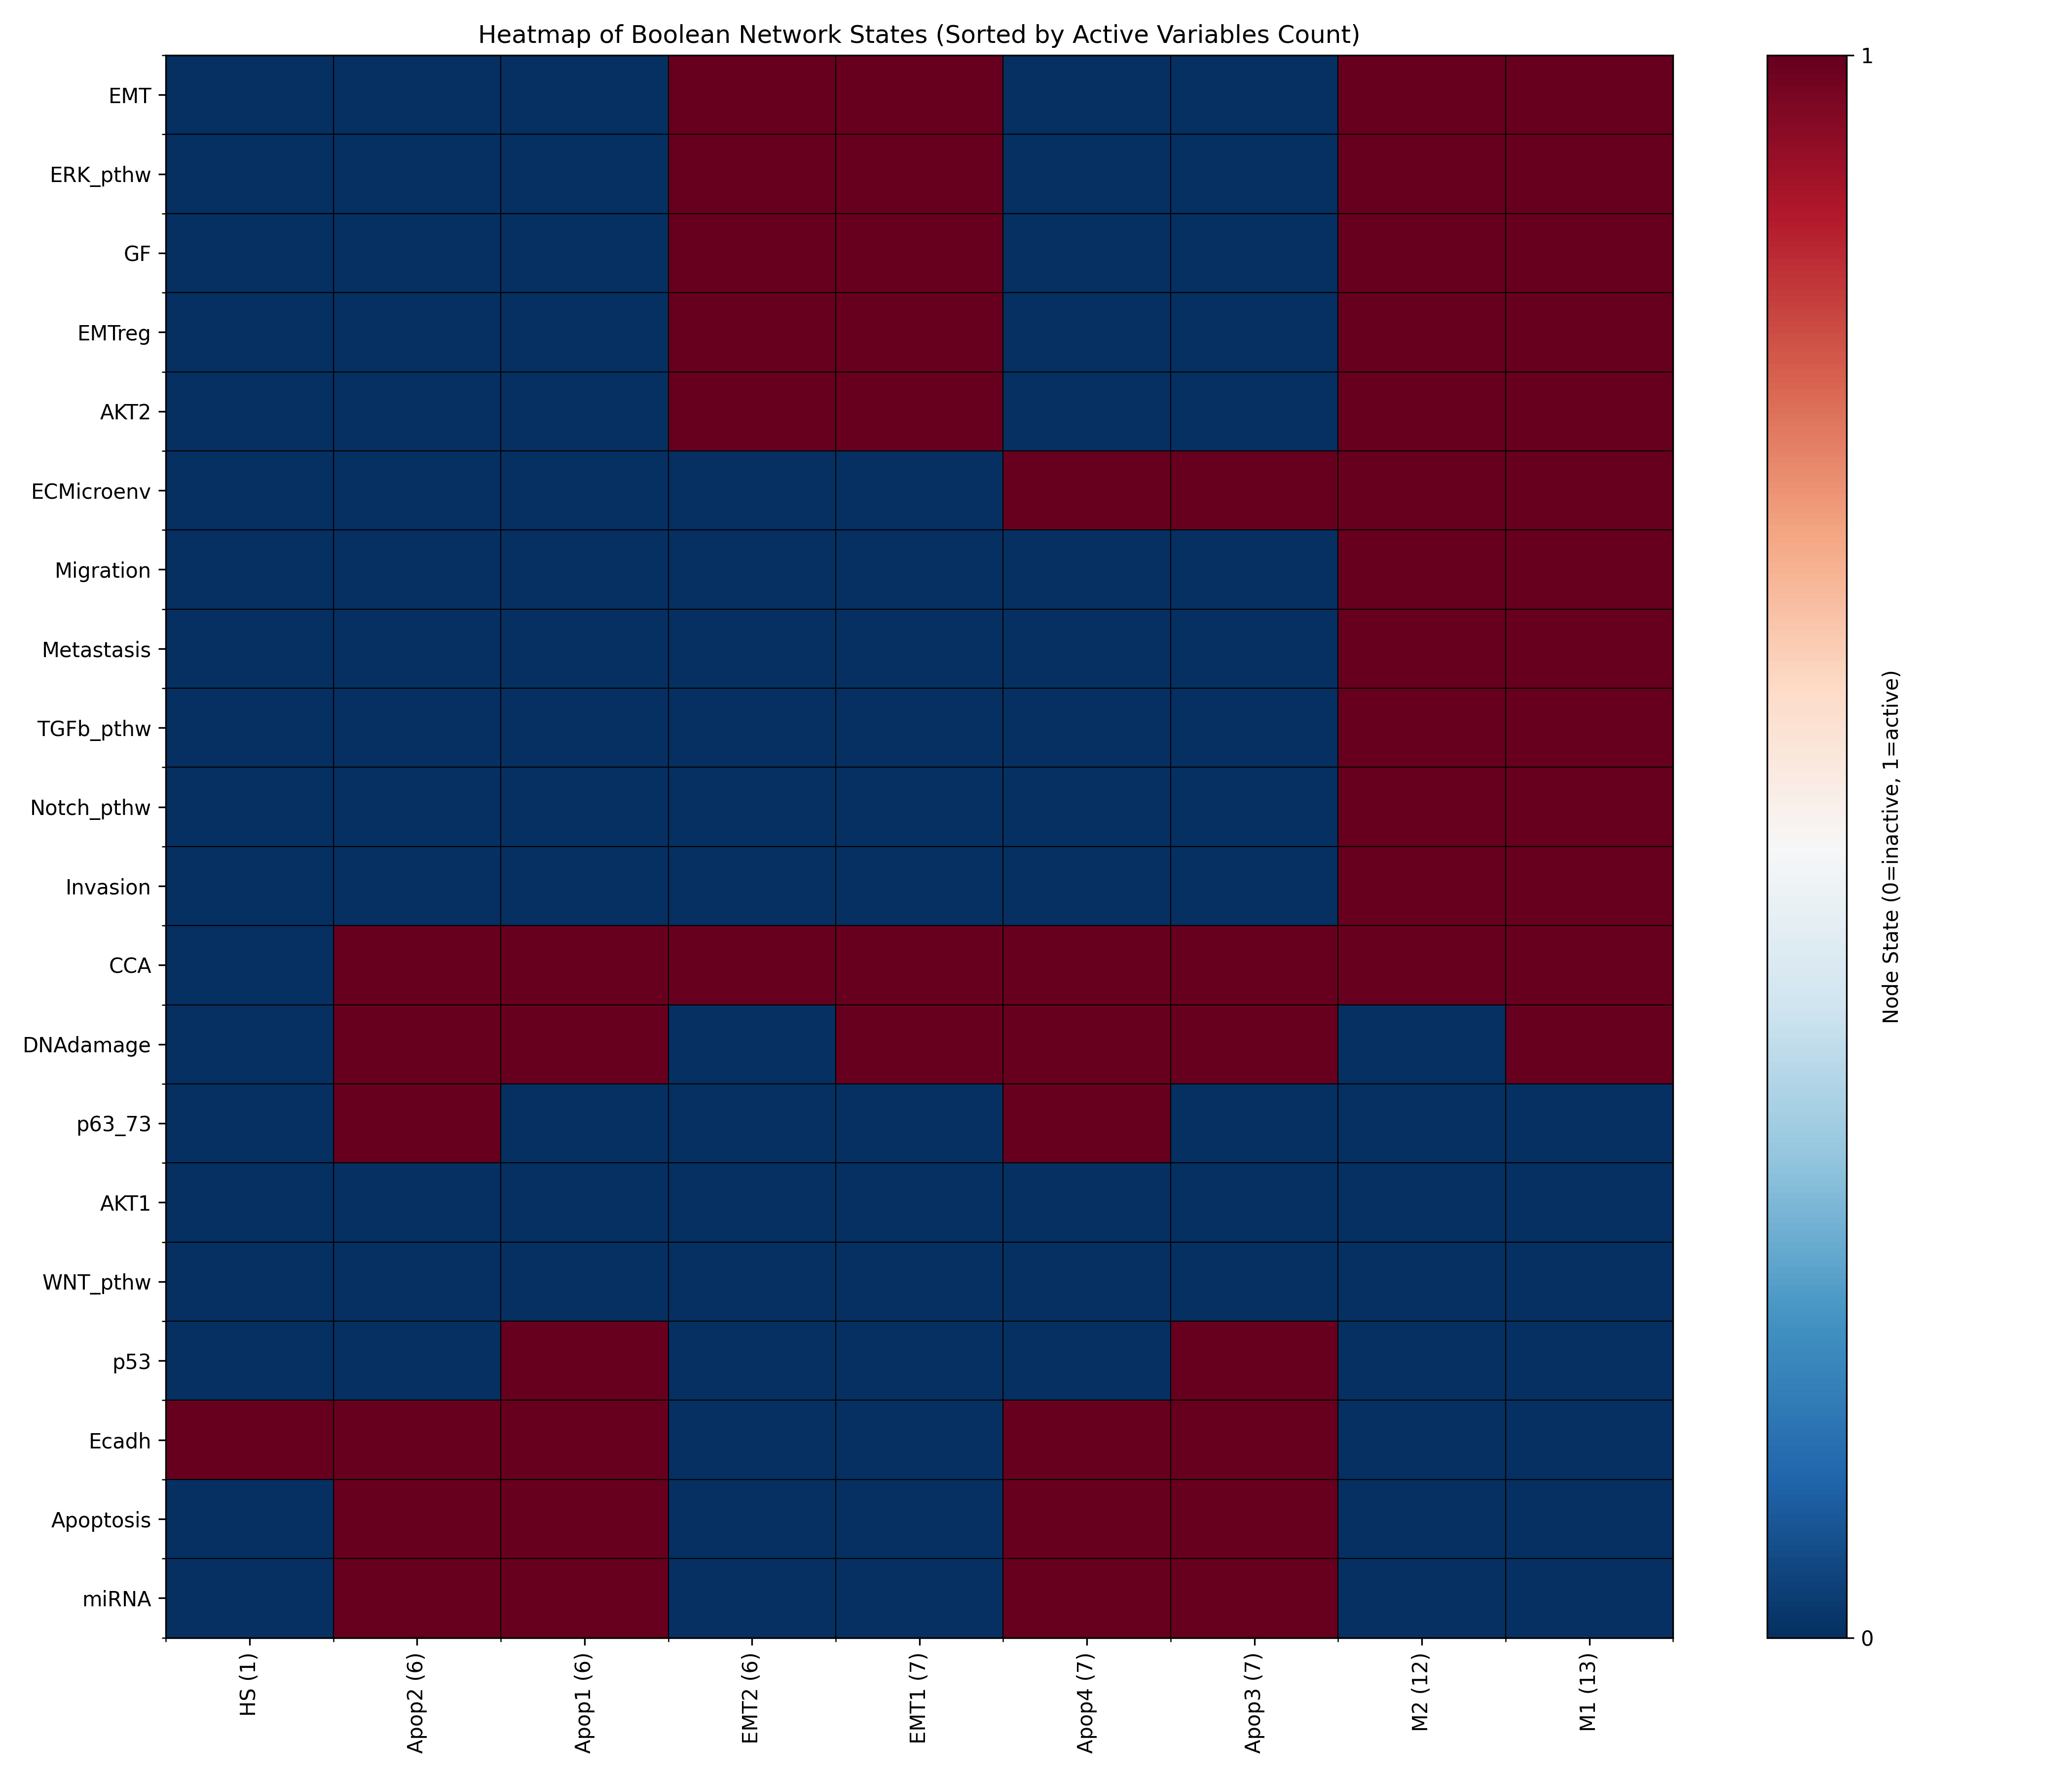 Heatmap of Boolean Network States (Sorted by Active Variables Count)
EMT
ERK_pthw
GF
EMTreg
AKT2
ECMicroenv
Migration
Metastasis
TGFb_pthw
Notch_pthw
Invasion
CCA
DNAdamage
p63_73
AKT1
WNT_pthw
p53
Ecadh
Apoptosis
miRNA
HS (1)
Apop2 (6)
Apop1 (6)
EMT2 (6)
EMT1 (7)
Apop4 (7)
Apop3 (7)
M2 (12)
M1 (13)
1
0
Node State (0=inactive, 1=active)